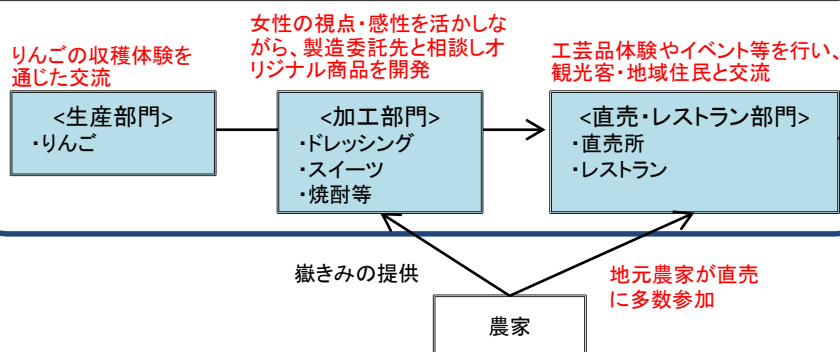 りんごの収穫体験を
通じた交流
女性の視点・感性を活かしな
がら、製造委託先と相談しオ
リジナル商品を開発
工芸品体験やイベント等を行い、
観光客・地域住民と交流
<生産部門>
・りんご
<加工部門>
・ドレッシング
・スイーツ
・焼酎等
<直売・レストラン部門>
・直売所
・レストラン
嶽きみの提供
地元農家が直売
に多数参加
農家